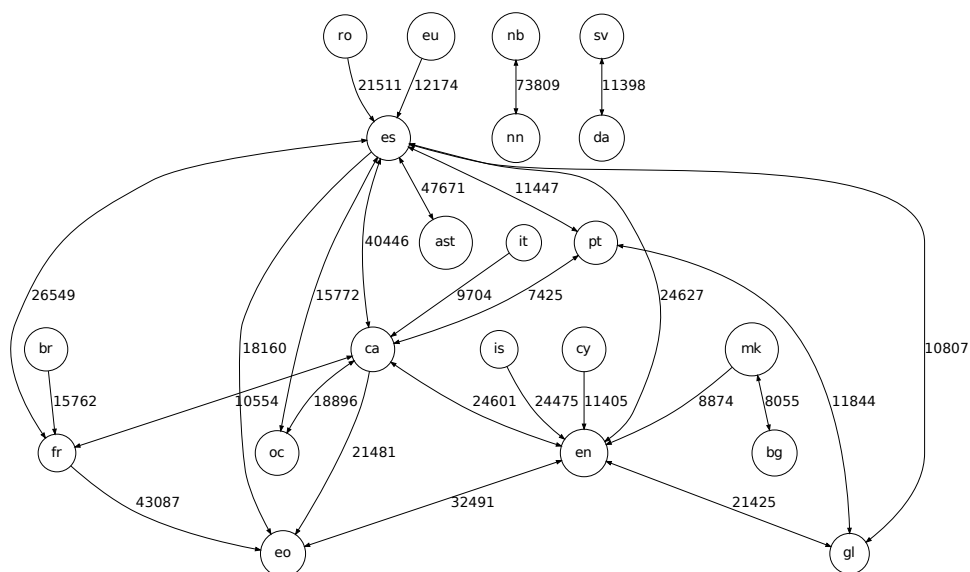 ro
eu
nb
sv
21511
12174
73809
11398
es
nn
da
47671
11447
40446
ast
it
pt
26549
15772
9704
7425
24627
18160
10807
br
ca
is
cy
mk
15762
10554
18896
24601
24475
11405
8874
8055
11844
fr
oc
21481
en
bg
43087
32491
21425
eo
gl